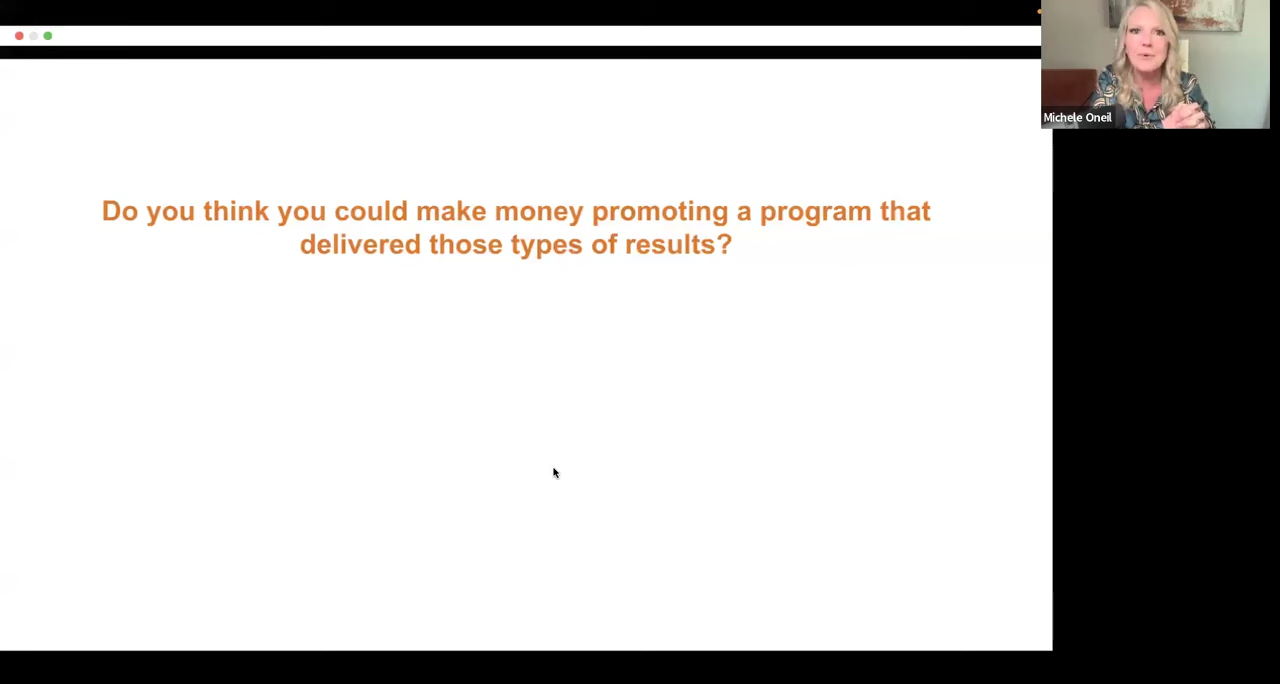 Michele Oneil
Do you think you could make money promoting a program that
delivered those types of results?